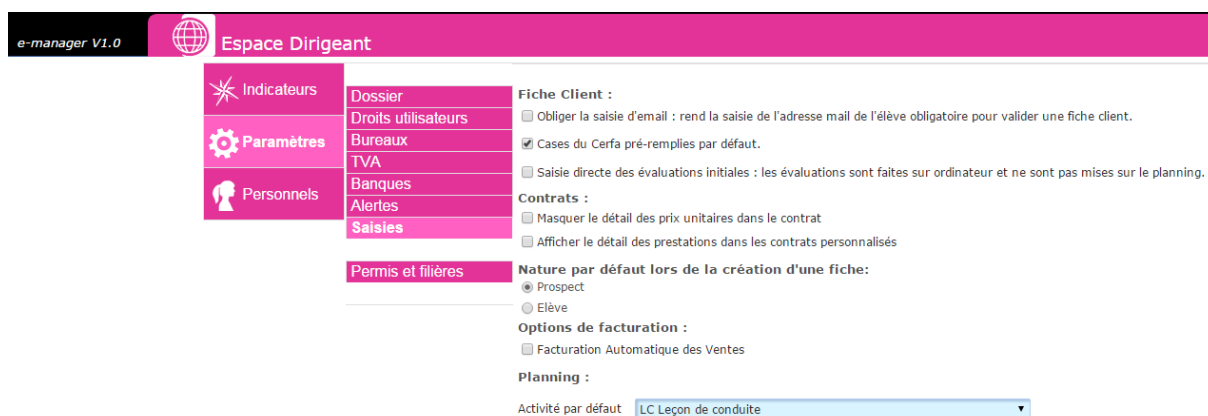 e-manager V1.0
Espace Dirigeant
Indicateurs
Paramètres
Personnels
Dossier
Droits utilisateurs
Bureaux
TVA
Banques
Alertes
Saisies
Permis et filières
Fiche Client :
Obliger la saisie d'email : rend la saisie de l'adresse mail de l'élève obligatoire pour valider une fiche client.
Cases du Cerfa pré-remplies par défaut.
Saisie directe des évaluations initiales : les évaluations sont faites sur ordinateur et ne sont pas mises sur le planning.
Contrats :
Masquer le détail des prix unitaires dans le contrat
Afficher le détail des prestations dans les contrats personnalisés
Nature par défaut lors de la création d'une fiche:
Prospect
Elève
Options de facturation :
Facturation Automatique des Ventes
Planning :
Activité par défaut LC Leçon de conduite